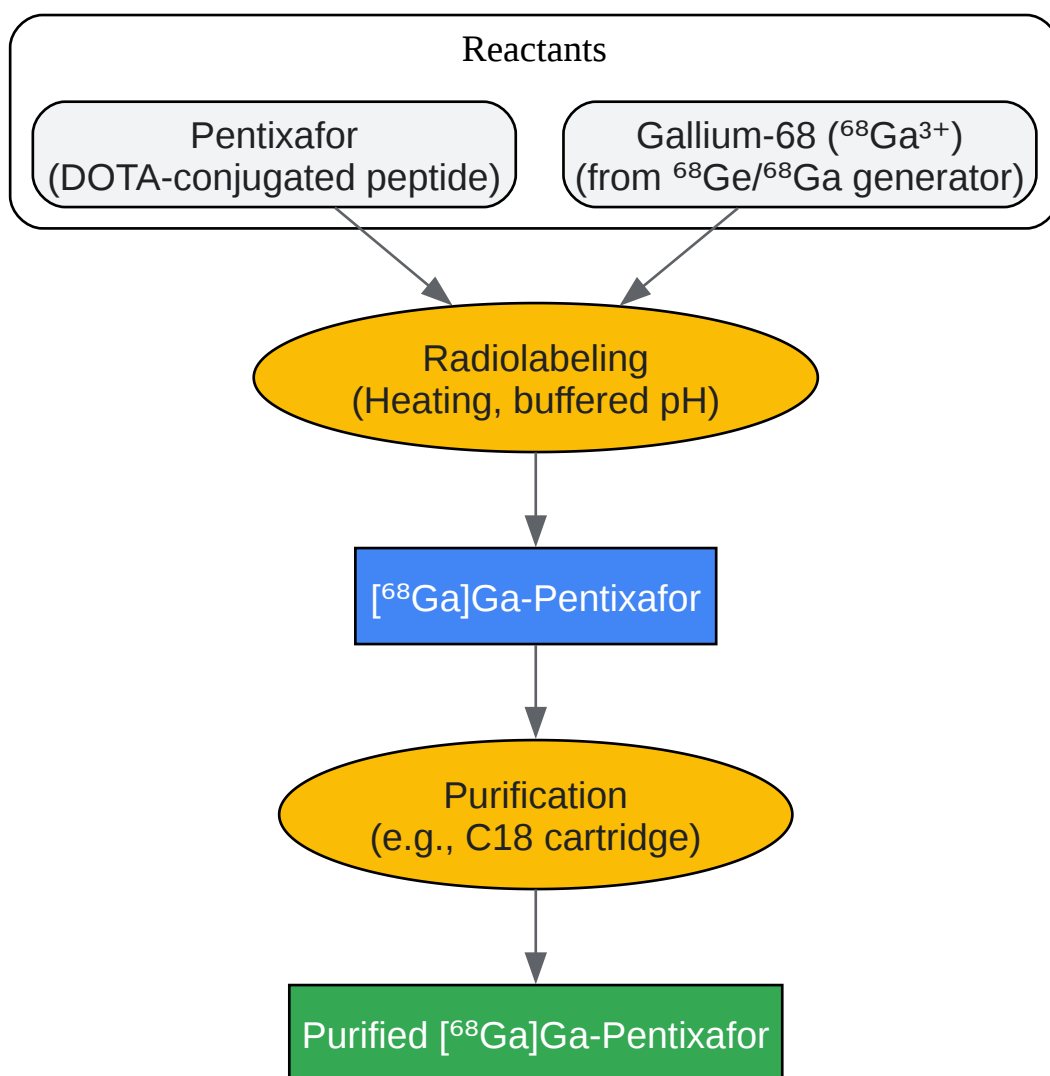 Reactants
Pentixafor
(DOTA-conjugated peptide)
Gallium-68 (⁶⁸Ga³⁺)
(from ⁶⁸Ge/⁶⁸Ga generator)
Radiolabeling
(Heating, buffered pH)
[⁶⁸Ga]Ga-Pentixafor
Purification
(e.g., C18 cartridge)
Purified [⁶⁸Ga]Ga-Pentixafor